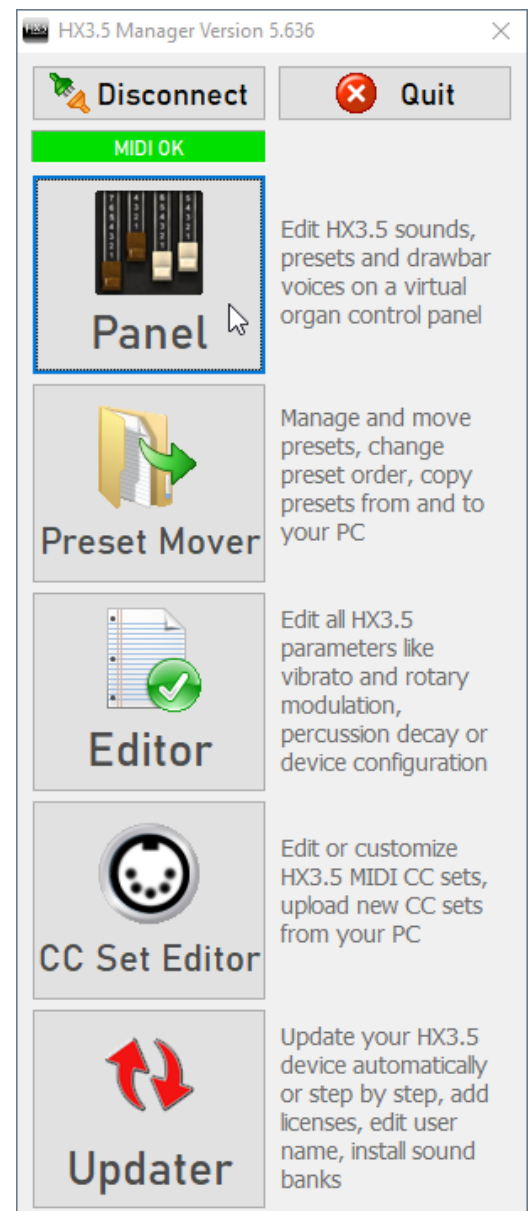 HX3.5 HX3.5 Manager Version 5.636
Disconnect Quit
MIDI OK
Panel
Edit HX3.5 sounds,
presets and drawbar
voices on a virtual
organ control panel
Preset Mover
Manage and move
presets, change
preset order, copy
presets from and to
your PC
Editor
Edit all HX3.5
parameters like
vibrato and rotary
modulation,
percussion decay or
device configuration
CC Set Editor
Edit or customize
HX3.5 MIDI CC sets,
upload new CC sets
from your PC
Updater
Update your HX3.5
device automatically
or step by step, add
licenses, edit user
name, install sound
banks